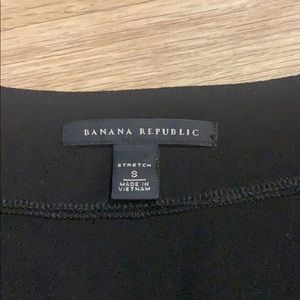 BANANA REPUBLIC
STRETCH
S
MADE IN
VIETNAM